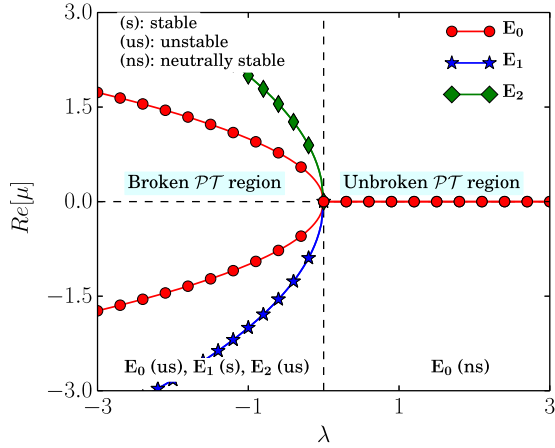 3.0
1.5
0.0
−1.5
−3.0
Re[μ]
(s): stable
(us): unstable
(ns): neutrally stable
E₀
E₁
E₂
Broken 𝒫𝒯 region
Unbroken 𝒫𝒯 region
E₀ (us), E₁ (s), E₂ (us)
E₀ (ns)
−3
−1
1
3
λ